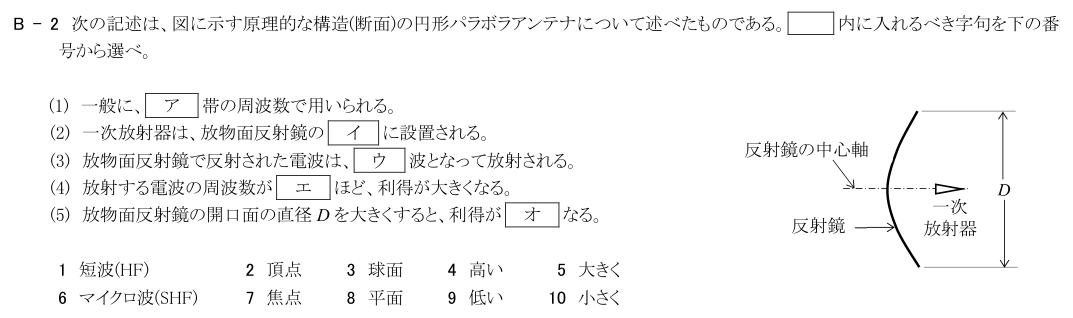 B － 2 次の記述は、図に示す原理的な構造(断面)の円形パラボラアンテナについて述べたものである。 内に入れるべき字句を下の番
号から選べ。
(1) 一般に、 ア 帯の周波数で用いられる。
(2) 一次放射器は、放物面反射鏡の イ に設置される。
(3) 放物面反射鏡で反射された電波は、 ウ 波となって放射される。
(4) 放射する電波の周波数が エ ほど、利得が大きくなる。
(5) 放物面反射鏡の開口面の直径 D を大きくすると、利得が オ なる。
1 短波(HF) 2 頂点 3 球面 4 高い 5 大きく
6 マイクロ波(SHF) 7 焦点 8 平面 9 低い 10 小さく
反射鏡の中心軸
D
一次
放射器
反射鏡